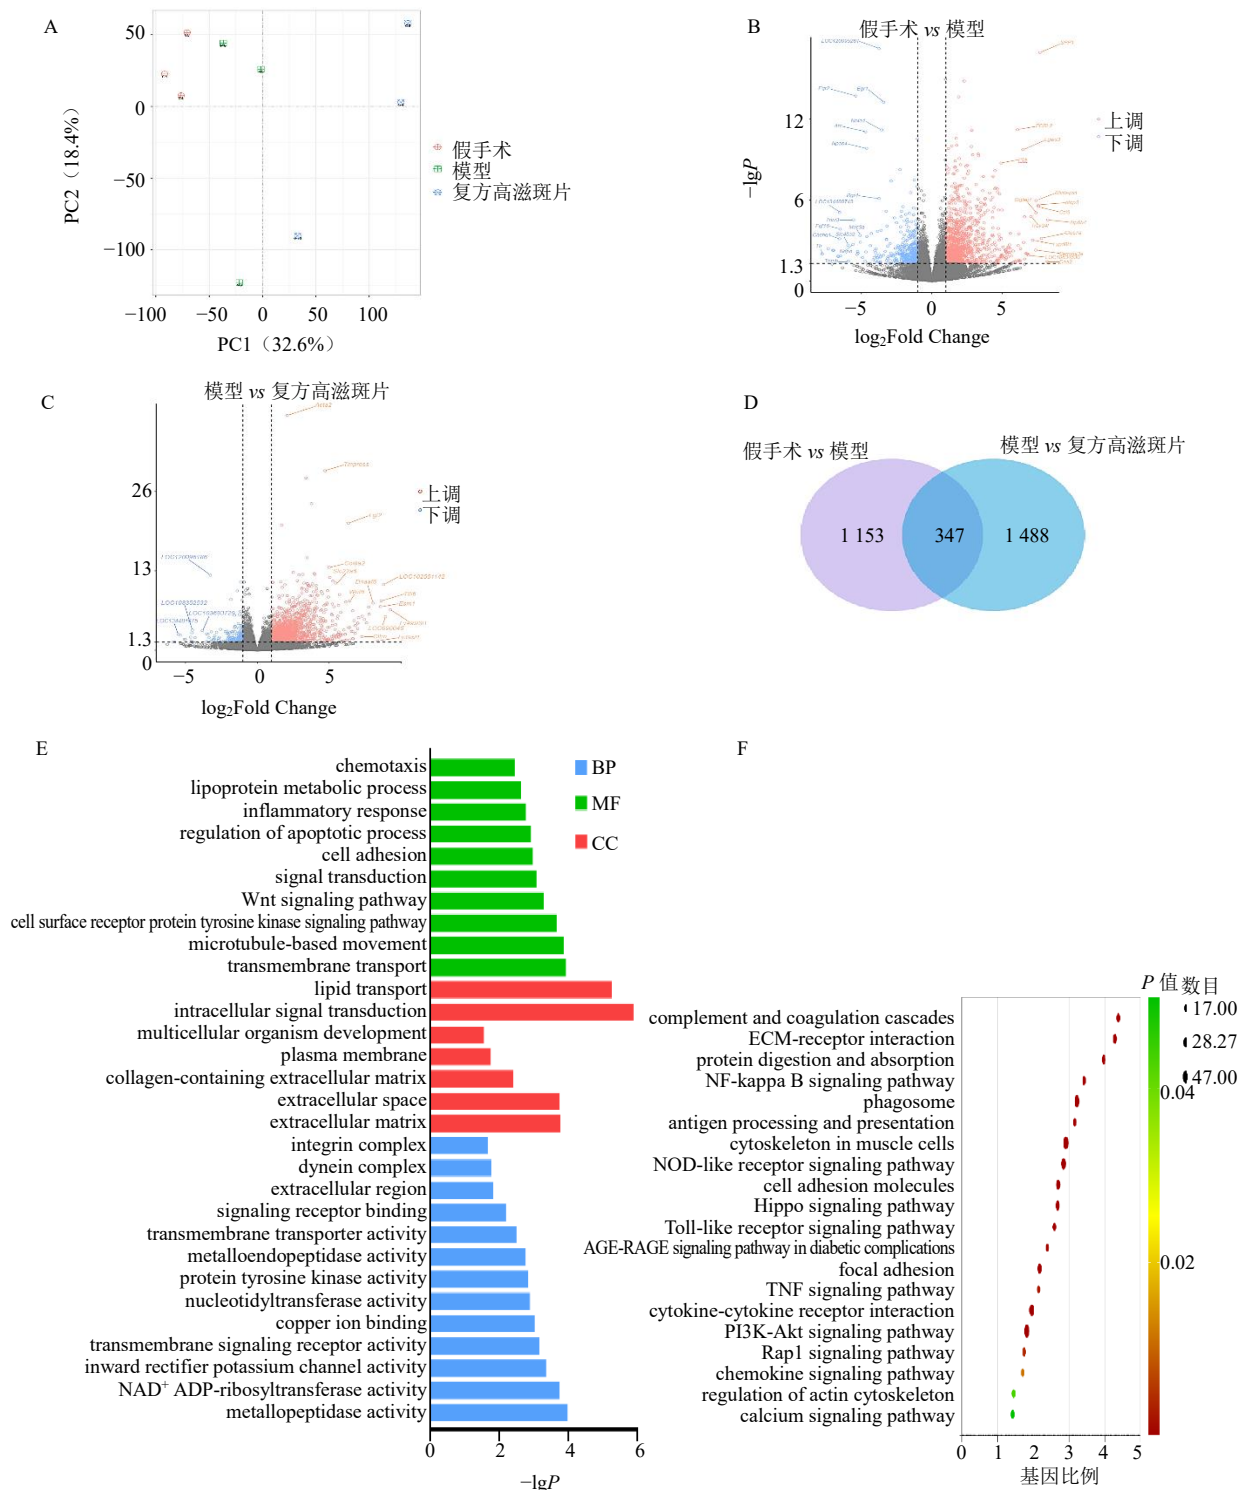 A
50
0
−50
−100
−100 −50 0 50 100
PC2（18.4%）
PC1（32.6%）
假手术
模型
复方高滋斑片
B
假手术 vs 模型
12
6
1.3
0
−lgP
−5 0 5
log₂Fold Change
上调
下调
C
模型 vs 复方高滋斑片
26
13
1.3
0
−5 0 5
log₂Fold Change
上调
下调
D
假手术 vs 模型
模型 vs 复方高滋斑片
1 153 347 1 488
E
chemotaxis
lipoprotein metabolic process
inflammatory response
regulation of apoptotic process
cell adhesion
signal transduction
Wnt signaling pathway
cell surface receptor protein tyrosine kinase signaling pathway
microtubule-based movement
transmembrane transport
lipid transport
intracellular signal transduction
multicellular organism development
plasma membrane
collagen-containing extracellular matrix
extracellular space
extracellular matrix
integrin complex
dynein complex
extracellular region
signaling receptor binding
transmembrane transporter activity
metalloendopeptidase activity
protein tyrosine kinase activity
nucleotidyltransferase activity
copper ion binding
transmembrane signaling receptor activity
inward rectifier potassium channel activity
NAD⁺ ADP-ribosyltransferase activity
metallopeptidase activity
0 2 4 6
−lgP
BP
MF
CC
F
complement and coagulation cascades
ECM-receptor interaction
protein digestion and absorption
NF-kappa B signaling pathway
phagosome
antigen processing and presentation
cytoskeleton in muscle cells
NOD-like receptor signaling pathway
cell adhesion molecules
Hippo signaling pathway
Toll-like receptor signaling pathway
AGE-RAGE signaling pathway in diabetic complications
focal adhesion
TNF signaling pathway
cytokine-cytokine receptor interaction
PI3K-Akt signaling pathway
Rap1 signaling pathway
chemokine signaling pathway
regulation of actin cytoskeleton
calcium signaling pathway
0 1 2 3 4 5
基因比例
P 值
0.04
0.02
数目
17.00
28.27
47.00